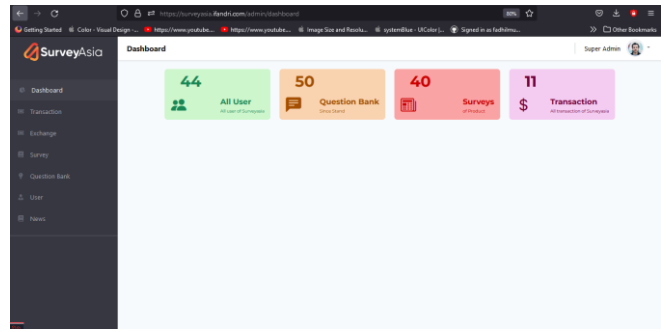 https://surveyasia.ifandri.com/admin/dashboard
80%
Getting Started
Color - Visual Design -...
https://www.youtube...
https://www.youtube...
Image Size and Resolu...
systemBlue - UIColor |...
Signed in as fadhilmu...
Other Bookmarks
SurveyAsia
Dashboard
Super Admin
Dashboard
Transaction
Exchange
Survey
Question Bank
User
News
44
All User
All user of Surveyasia
50
Question Bank
Since Stand
40
Surveys
of Product
11
$
Transaction
All transaction of Surveyasia